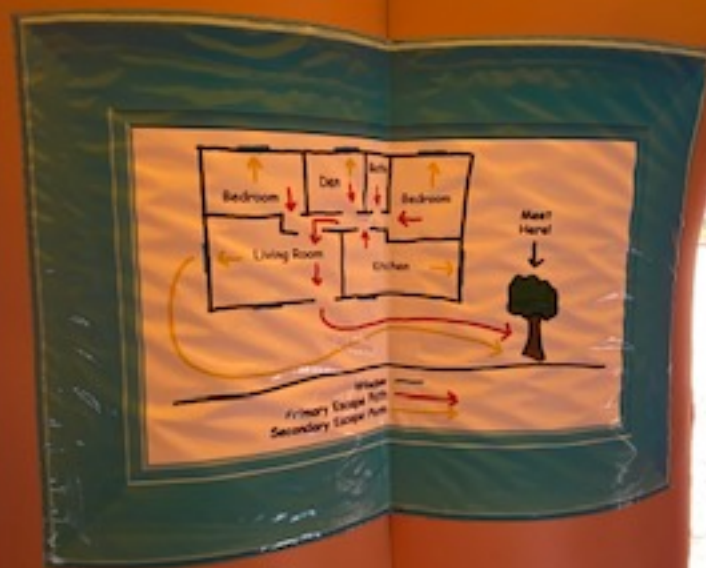 Bedroom
Den
Bath
Bedroom
Living Room
Kitchen
Meet
Here!
Window
Primary Escape Path
Secondary Escape Path